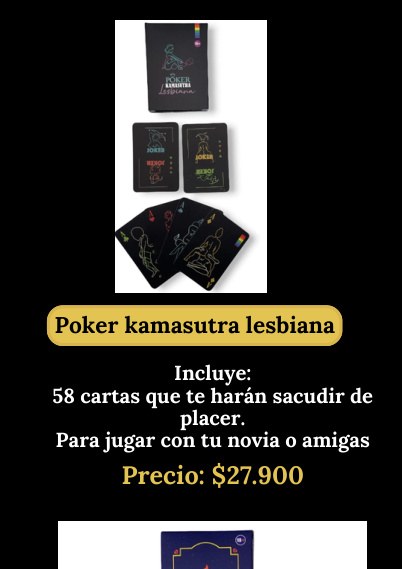 POKER
KAMASUTRA
Lesbiana
JOKER
JOKER
Poker kamasutra lesbiana
Incluye:
58 cartas que te harán sacudir de
placer.
Para jugar con tu novia o amigas
Precio: $27.900